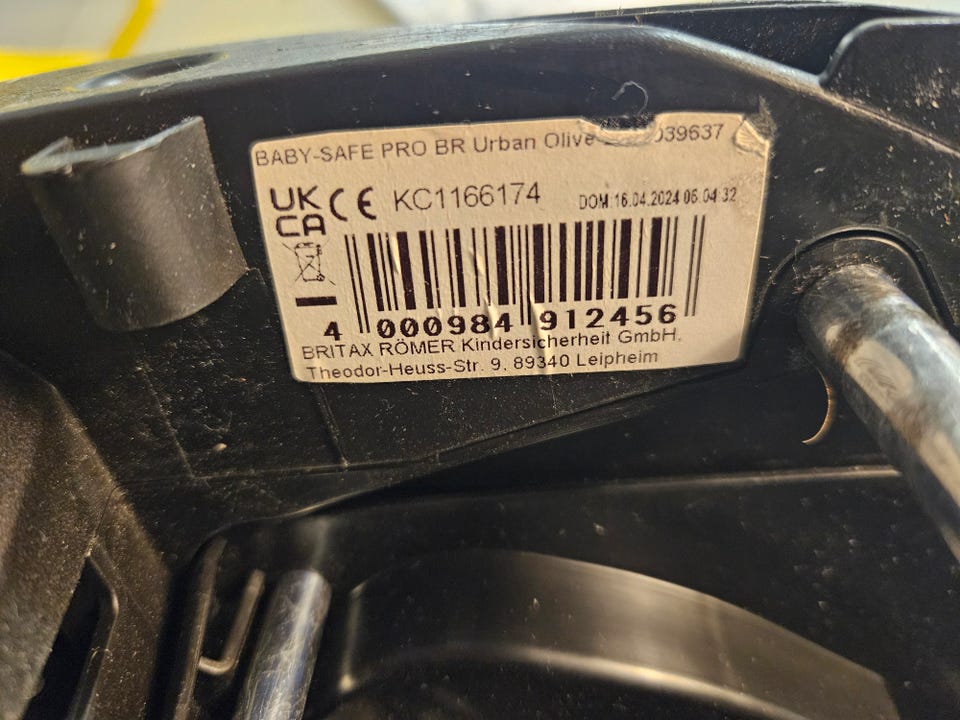 BABY-SAFE PRO BR Urban Olive 039637
UK
CA CE KC1166174 DOM:16.04.2024 06:04:32
4 000984 912456
BRITAX RÖMER Kindersicherheit GmbH,
Theodor-Heuss-Str. 9, 89340 Leipheim